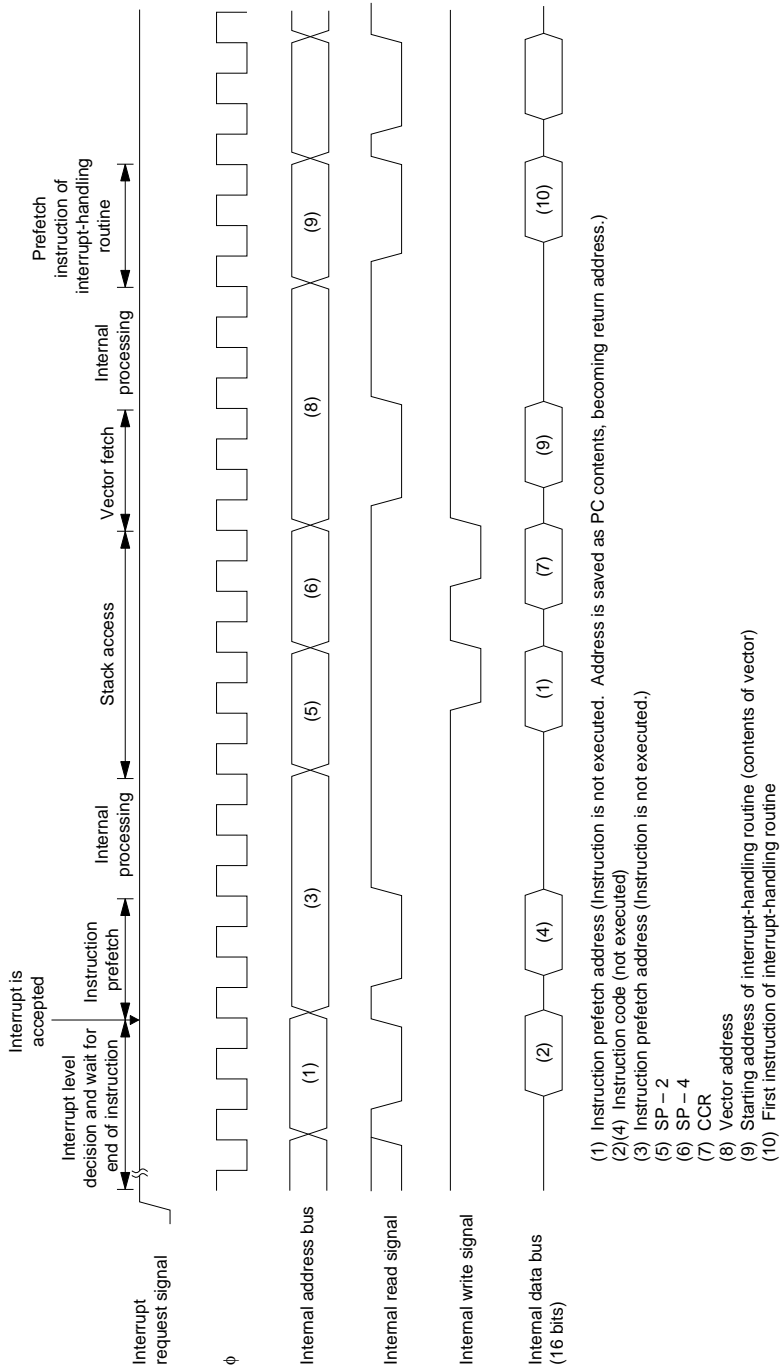 Interrupt is
accepted
Interrupt level
decision and wait for
end of instruction
Instruction
prefetch
Internal
processing
Stack access
Vector fetch
Internal
processing
Prefetch
instruction of
interrupt-handling
routine
Interrupt
request signal
ϕ
Internal address bus
(1)
(3)
(5)
(6)
(8)
(9)
Internal read signal
Internal write signal
Internal data bus
(16 bits)
(2)
(4)
(1)
(7)
(9)
(10)
(1) Instruction prefetch address (Instruction is not executed. Address is saved as PC contents, becoming return address.)
(2)(4) Instruction code (not executed)
(3) Instruction prefetch address (Instruction is not executed.)
(5) SP – 2
(6) SP – 4
(7) CCR
(8) Vector address
(9) Starting address of interrupt-handling routine (contents of vector)
(10) First instruction of interrupt-handling routine